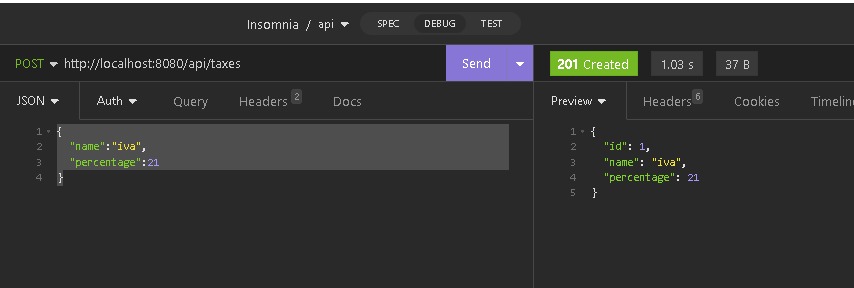 Insomnia / api SPEC DEBUG TEST
POST http://localhost:8080/api/taxes Send 201 Created 1.03 s 37 B
JSON Auth Query Headers 2 Docs Preview Headers 6 Cookies Timelin
1 {
2 "name":"iva",
3 "percentage":21
4 }
1 {
2 "id": 1,
3 "name": "iva",
4 "percentage": 21
5 }